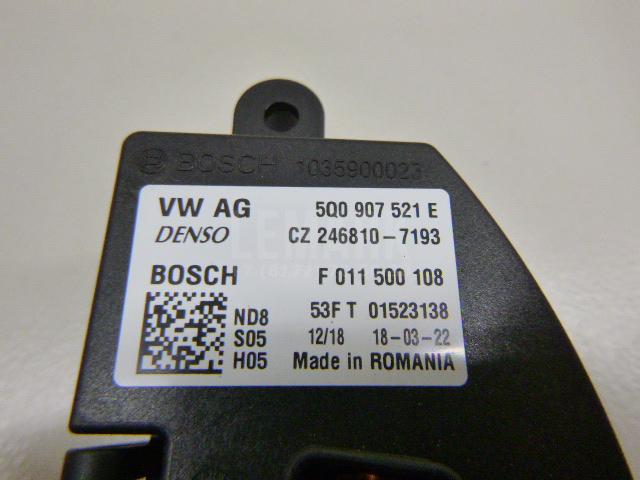 BOSCH 1035900023
VW AG 5Q0 907 521 E
DENSO CZ 246810-7193
BOSCH F 011 500 108
ND8 53F T 01523138
S05 12/18 18-03-22
H05 Made in ROMANIA